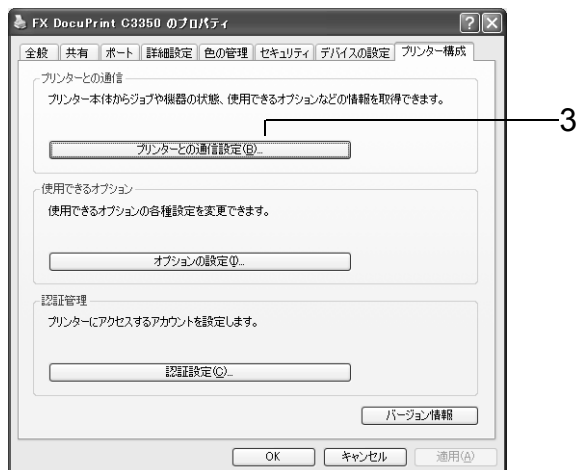 FX DocuPrint C3350 のプロパティ
全般 共有 ポート 詳細設定 色の管理 セキュリティ デバイスの設定 プリンター構成
プリンターとの通信
プリンター本体からジョブや機器の状態、使用できるオプションなどの情報を取得できます。
3
プリンターとの通信設定(B)...
使用できるオプション
使用できるオプションの各種設定を変更できます。
オプションの設定(I)...
認証管理
プリンターにアクセスするアカウントを設定します。
認証設定(C)...
バージョン情報
OK キャンセル 適用(A)